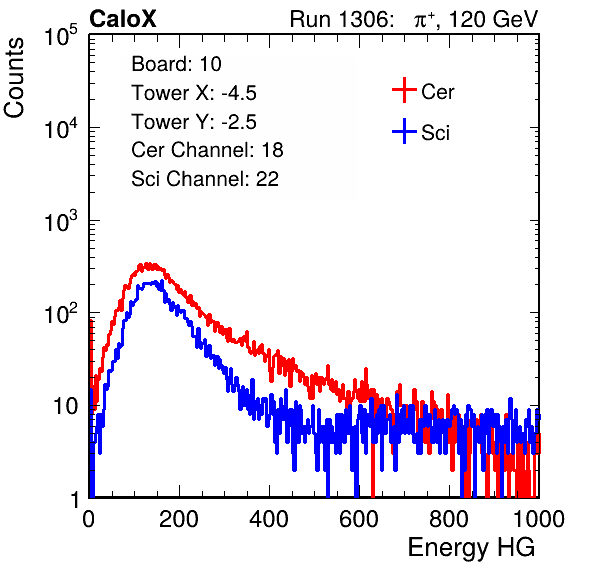 CaloX
Run 1306: π⁺, 120 GeV
Counts
10⁵
10⁴
10³
10²
10
1
Board: 10
Tower X: -4.5
Tower Y: -2.5
Cer Channel: 18
Sci Channel: 22
Cer
Sci
0 200 400 600 800 1000
Energy HG